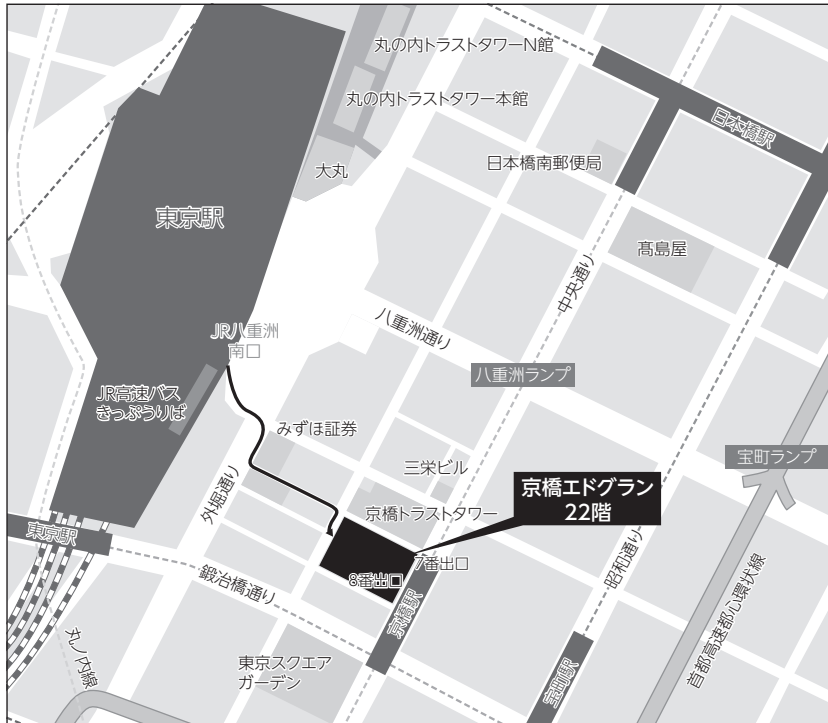 丸の内トラストタワーN館
丸の内トラストタワー本館
日本橋駅
日本橋南郵便局
大丸
東京駅
髙島屋
中央通り
八重洲通り
JR八重洲
南口
八重洲ランプ
JR高速バス
きっぷうりば
みずほ証券
三栄ビル
宝町ランプ
外堀通り
京橋エドグラン
22階
京橋トラストタワー
昭和通り
東京駅
7番出口
8番出口
鍛冶橋通り
京橋駅
首都高速都心環状線
丸ノ内線
東京スクエア
ガーデン
宝町駅